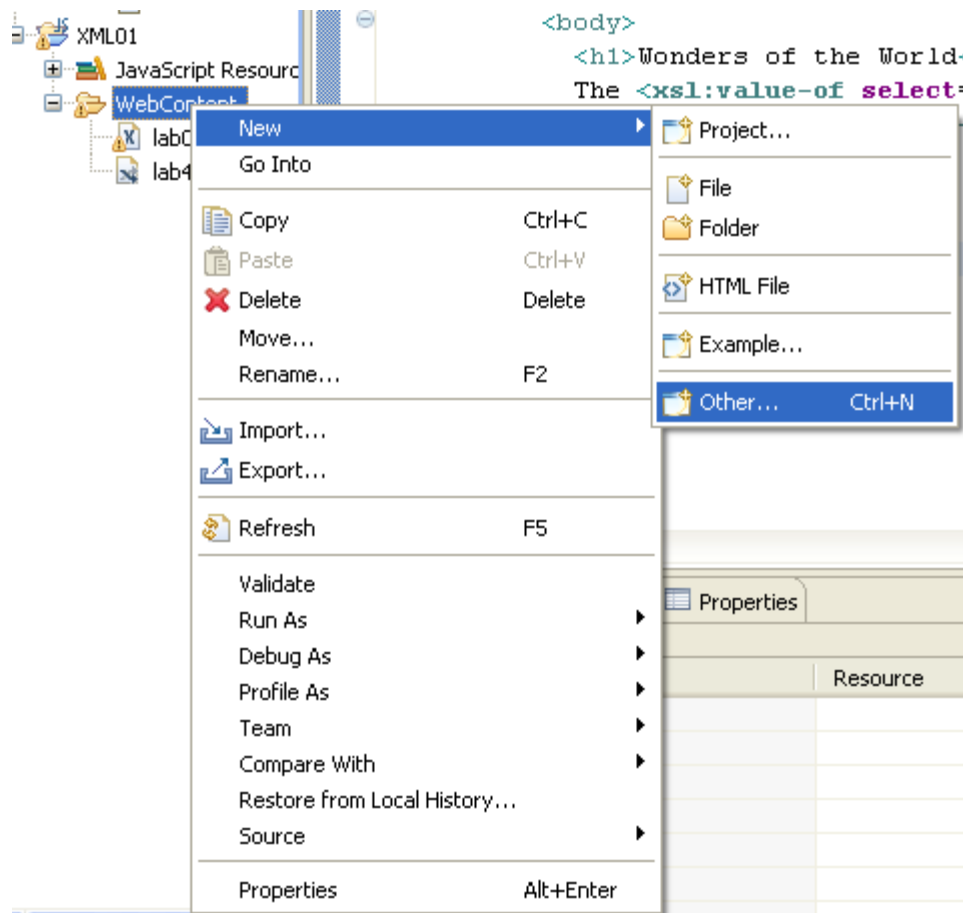 XML01
JavaScript Resourc
WebContent
lab
lab4
<body>
<h1>Wonders of the World
The <xsl:value-of select=
New
Go Into
Copy Ctrl+C
Paste Ctrl+V
Delete Delete
Move...
Rename... F2
Import...
Export...
Refresh F5
Validate
Run As
Debug As
Profile As
Team
Compare With
Restore from Local History...
Source
Properties Alt+Enter
Project...
File
Folder
HTML File
Example...
Other... Ctrl+N
Properties
Resource